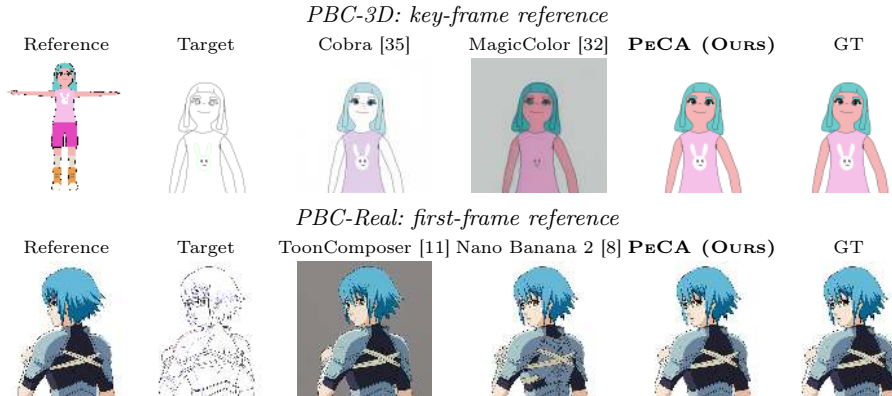 PBC-3D: key-frame reference
Reference Target Cobra [35] MagicColor [32] PECA (OURS) GT
PBC-Real: first-frame reference
Reference Target ToonComposer [11] Nano Banana 2 [8] PECA (OURS) GT